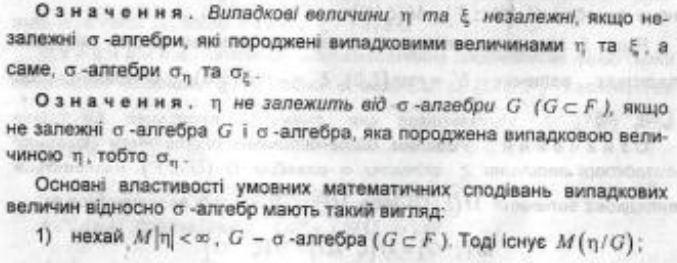 Означення. Випадкові величини η та ξ незалежні, якщо не-
залежні σ-алгебри, які породжені випадковими величинами η та ξ, а
саме, σ-алгебри σ_η та σ_ξ.
Означення. η не залежить від σ-алгебри G (G ⊂ F), якщо
не залежні σ-алгебра G і σ-алгебра, яка породжена випадковою вели-
чиною η, тобто σ_η.
Основні властивості умовних математичних сподівань випадкових
величин відносно σ-алгебр мають такий вигляд:
1) нехай M|η| < ∞, G – σ-алгебра (G ⊂ F). Тоді існує M(η/G);